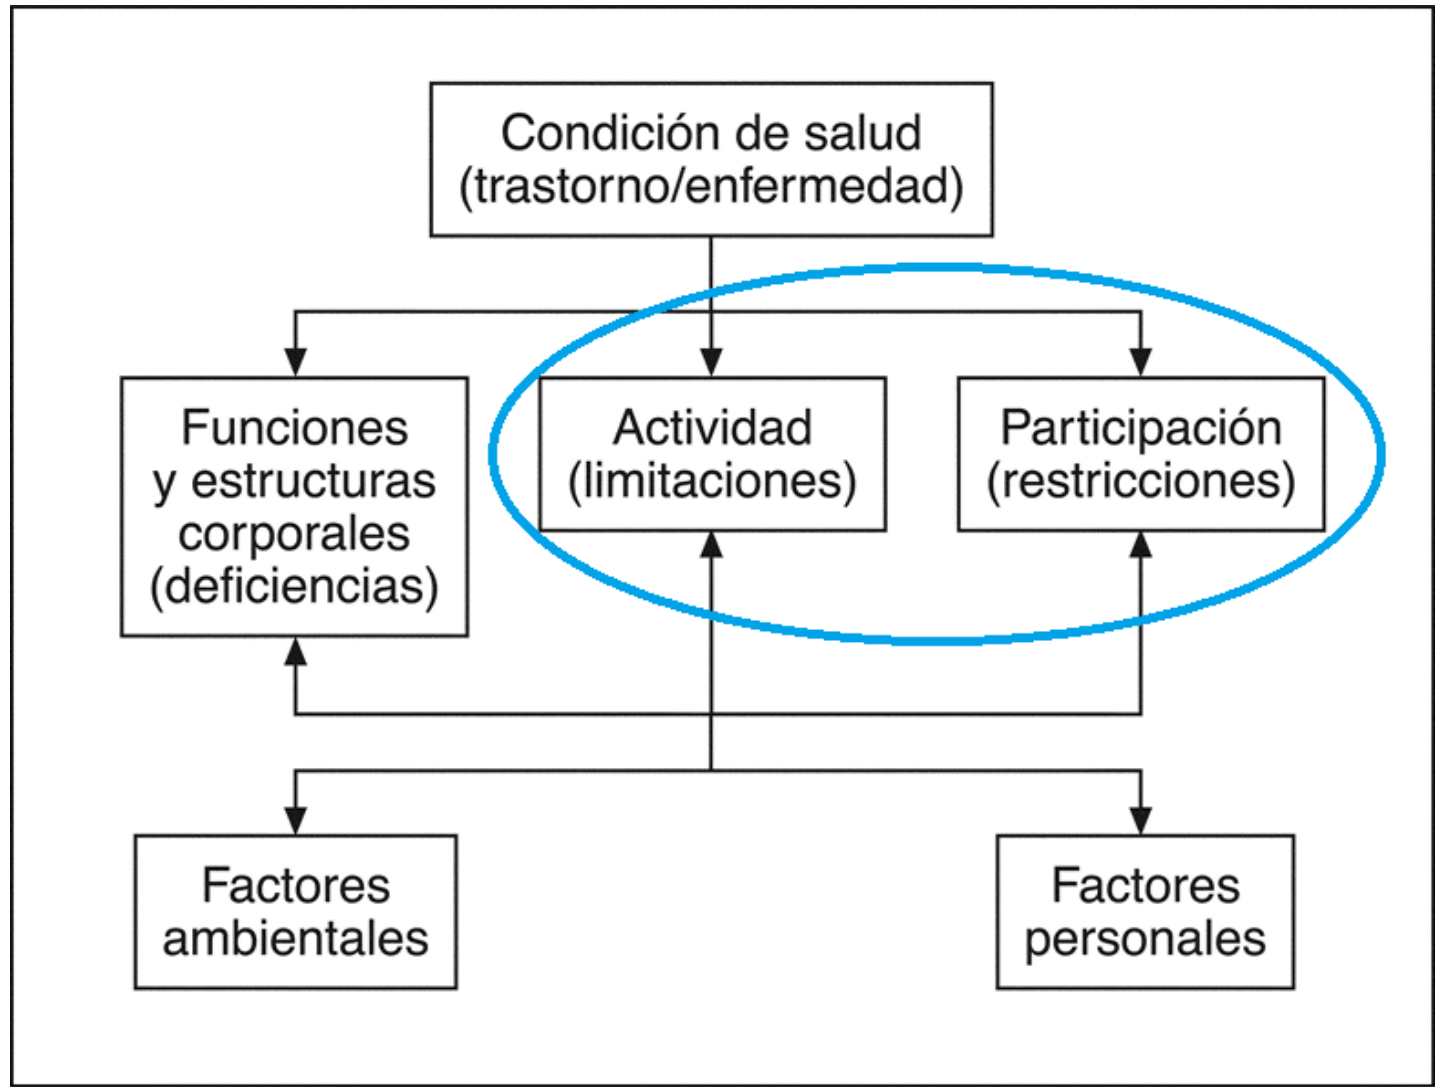 Condición de salud
(trastorno/enfermedad)
Funciones
y estructuras
corporales
(deficiencias)
Actividad
(limitaciones)
Participación
(restricciones)
Factores
ambientales
Factores
personales